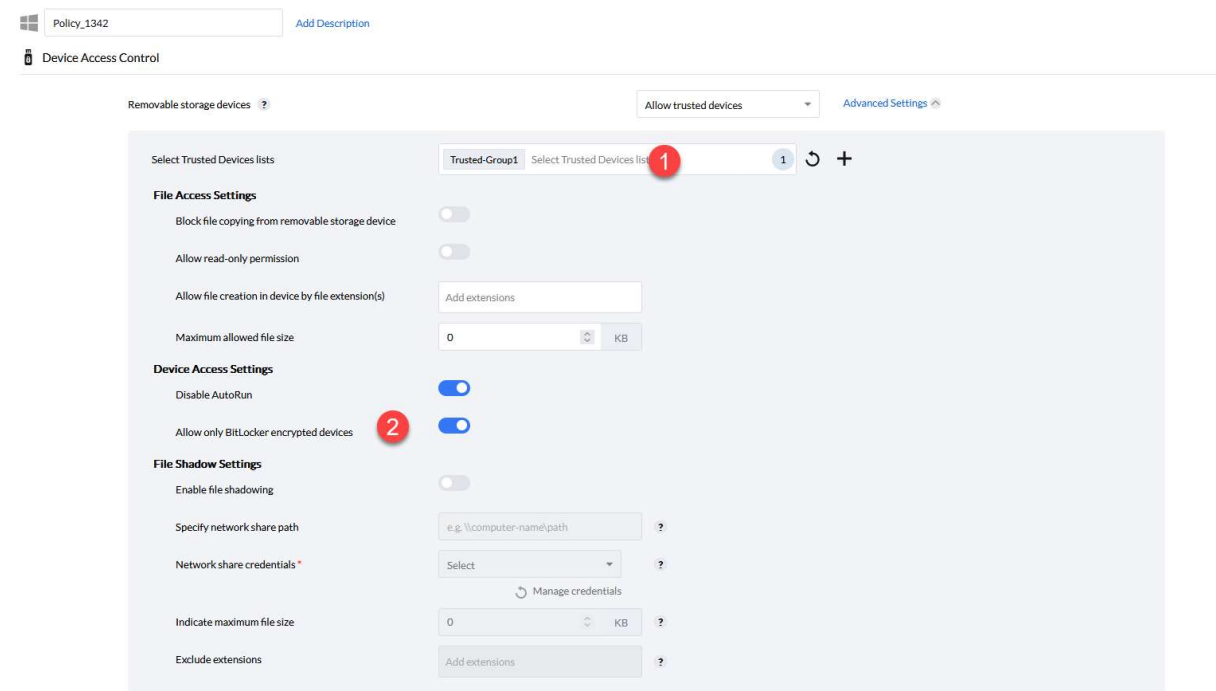 Policy_1342 Add Description
Device Access Control
Removable storage devices ? Allow trusted devices Advanced Settings
Select Trusted Devices lists Trusted-Group1 Select Trusted Devices lis 1 1
File Access Settings
Block file copying from removable storage device
Allow read-only permission
Allow file creation in device by file extension(s) Add extensions
Maximum allowed file size 0 KB
Device Access Settings
Disable AutoRun
Allow only BitLocker encrypted devices 2
File Shadow Settings
Enable file shadowing
Specify network share path e.g. \\computer-name\path ?
Network share credentials * Select ?
Manage credentials
Indicate maximum file size 0 KB ?
Exclude extensions Add extensions ?